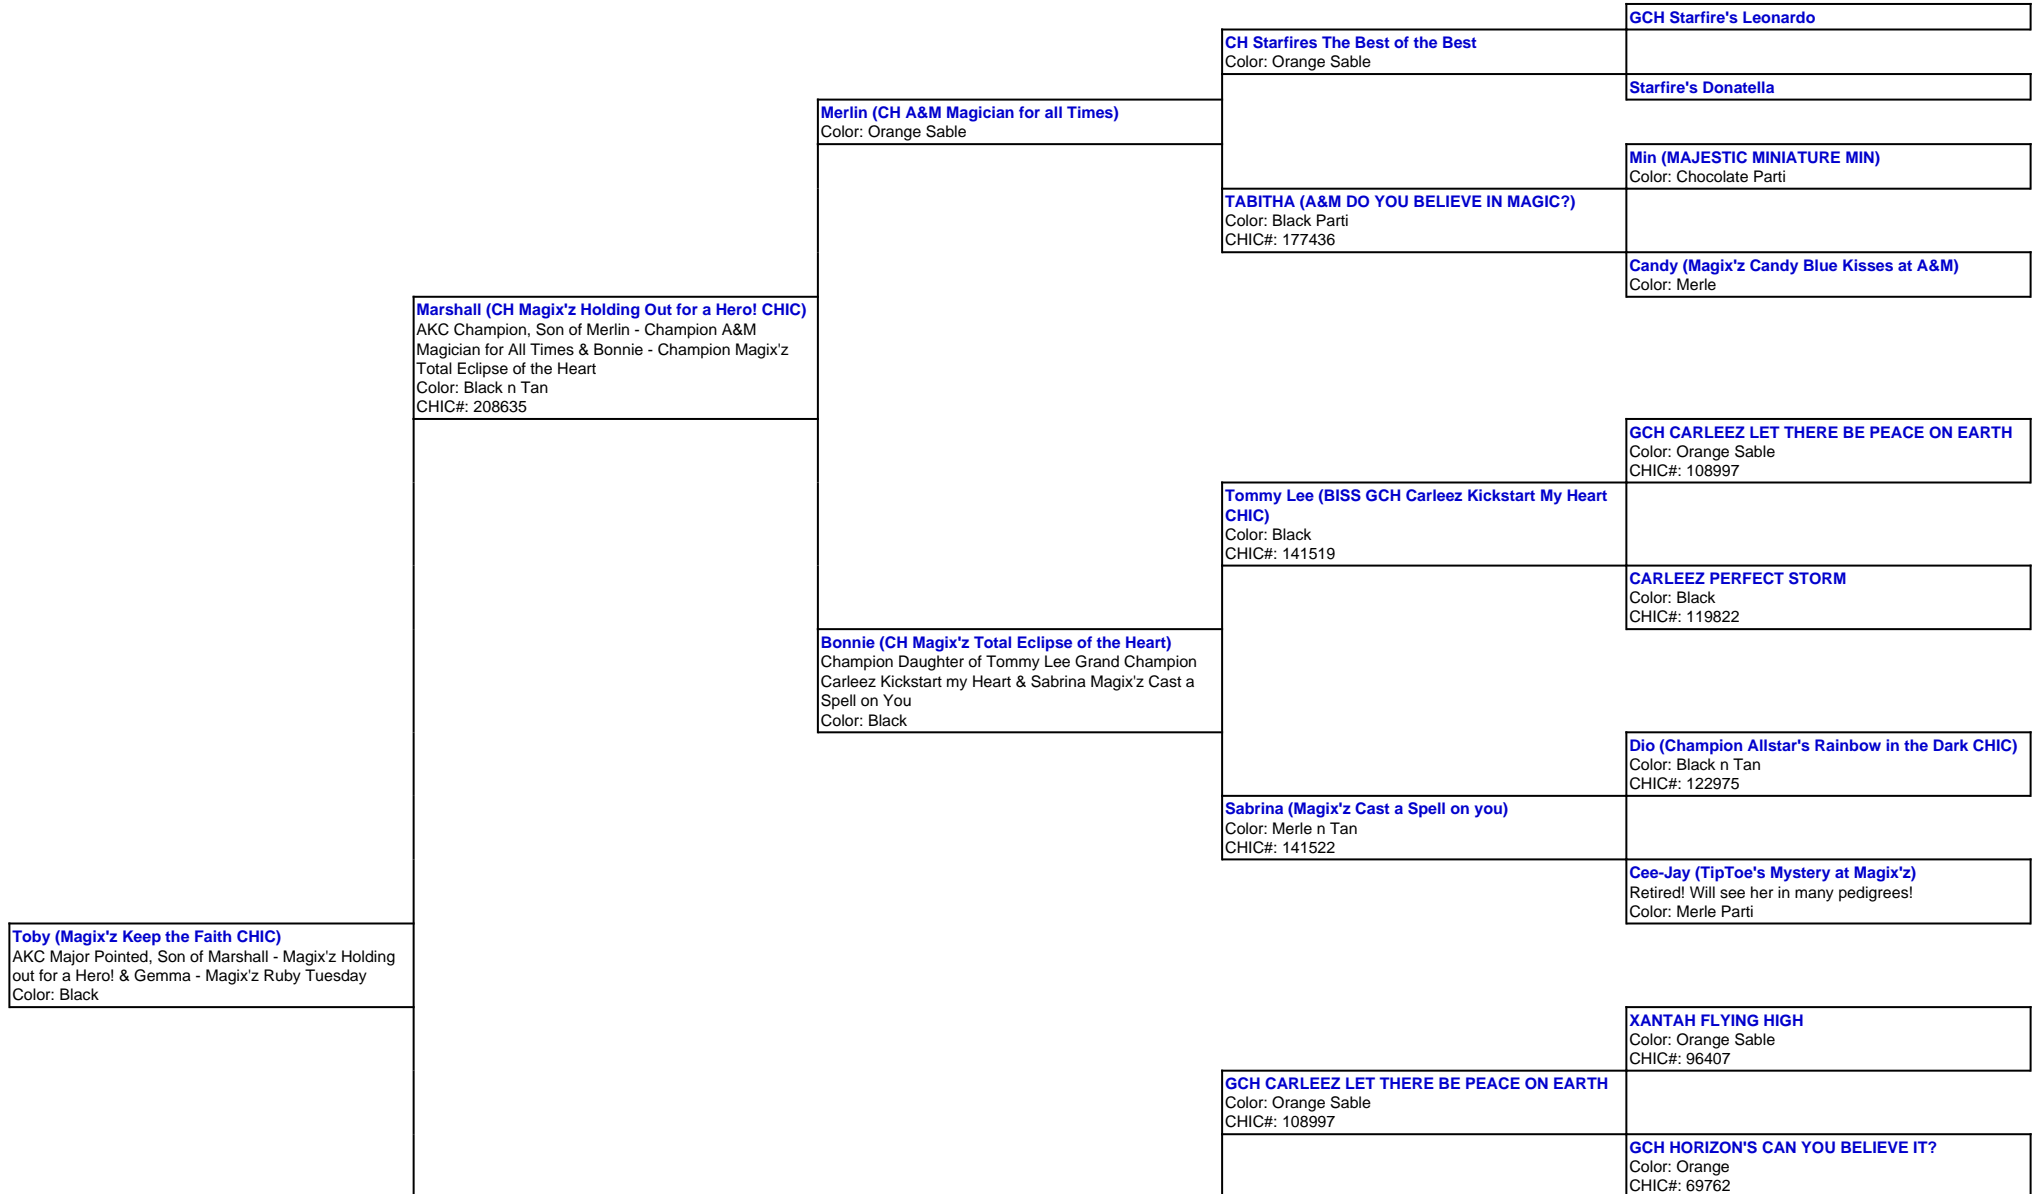 GCH Starfire's Leonardo
CH Starfires The Best of the Best
Color: Orange Sable
Starfire's Donatella
Merlin (CH A&M Magician for all Times)
Color: Orange Sable
Min (MAJESTIC MINIATURE MIN)
Color: Chocolate Parti
TABITHA (A&M DO YOU BELIEVE IN MAGIC?)
Color: Black Parti
CHIC#: 177436
Candy (Magix'z Candy Blue Kisses at A&M)
Color: Merle
Marshall (CH Magix'z Holding Out for a Hero! CHIC)
AKC Champion, Son of Merlin - Champion A&M
Magician for All Times & Bonnie - Champion Magix'z
Total Eclipse of the Heart
Color: Black n Tan
CHIC#: 208635
GCH CARLEEZ LET THERE BE PEACE ON EARTH
Color: Orange Sable
CHIC#: 108997
Tommy Lee (BISS GCH Carleez Kickstart My Heart
CHIC)
Color: Black
CHIC#: 141519
CARLEEZ PERFECT STORM
Color: Black
CHIC#: 119822
Bonnie (CH Magix'z Total Eclipse of the Heart)
Champion Daughter of Tommy Lee Grand Champion
Carleez Kickstart my Heart & Sabrina Magix'z Cast a
Spell on You
Color: Black
Dio (Champion Allstar's Rainbow in the Dark CHIC)
Color: Black n Tan
CHIC#: 122975
Sabrina (Magix'z Cast a Spell on you)
Color: Merle n Tan
CHIC#: 141522
Cee-Jay (TipToe's Mystery at Magix'z)
Retired! Will see her in many pedigrees!
Color: Merle Parti
Toby (Magix'z Keep the Faith CHIC)
AKC Major Pointed, Son of Marshall - Magix'z Holding
out for a Hero! & Gemma - Magix'z Ruby Tuesday
Color: Black
XANTAH FLYING HIGH
Color: Orange Sable
CHIC#: 96407
GCH CARLEEZ LET THERE BE PEACE ON EARTH
Color: Orange Sable
CHIC#: 108997
GCH HORIZON'S CAN YOU BELIEVE IT?
Color: Orange
CHIC#: 69762